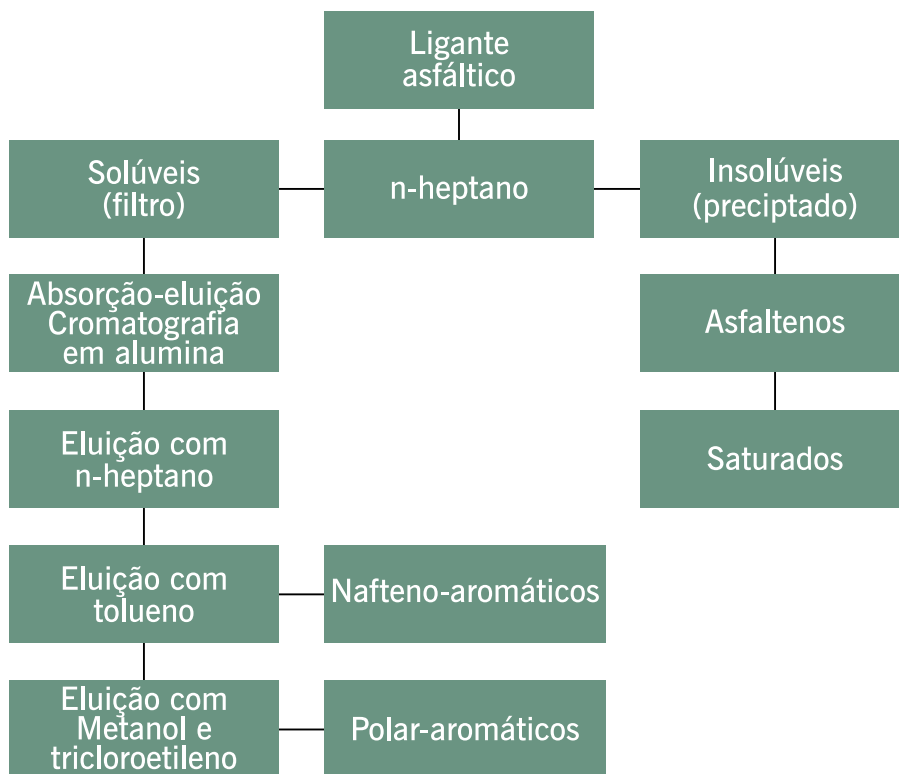 Ligante
asfáltico
Solúveis
(filtro)
n-heptano
Insolúveis
(preciptado)
Absorção-eluição
Cromatografia
em alumina
Asfaltenos
Eluição com
n-heptano
Saturados
Eluição com
tolueno
Nafteno-aromáticos
Eluição com
Metanol e
tricloroetileno
Polar-aromáticos